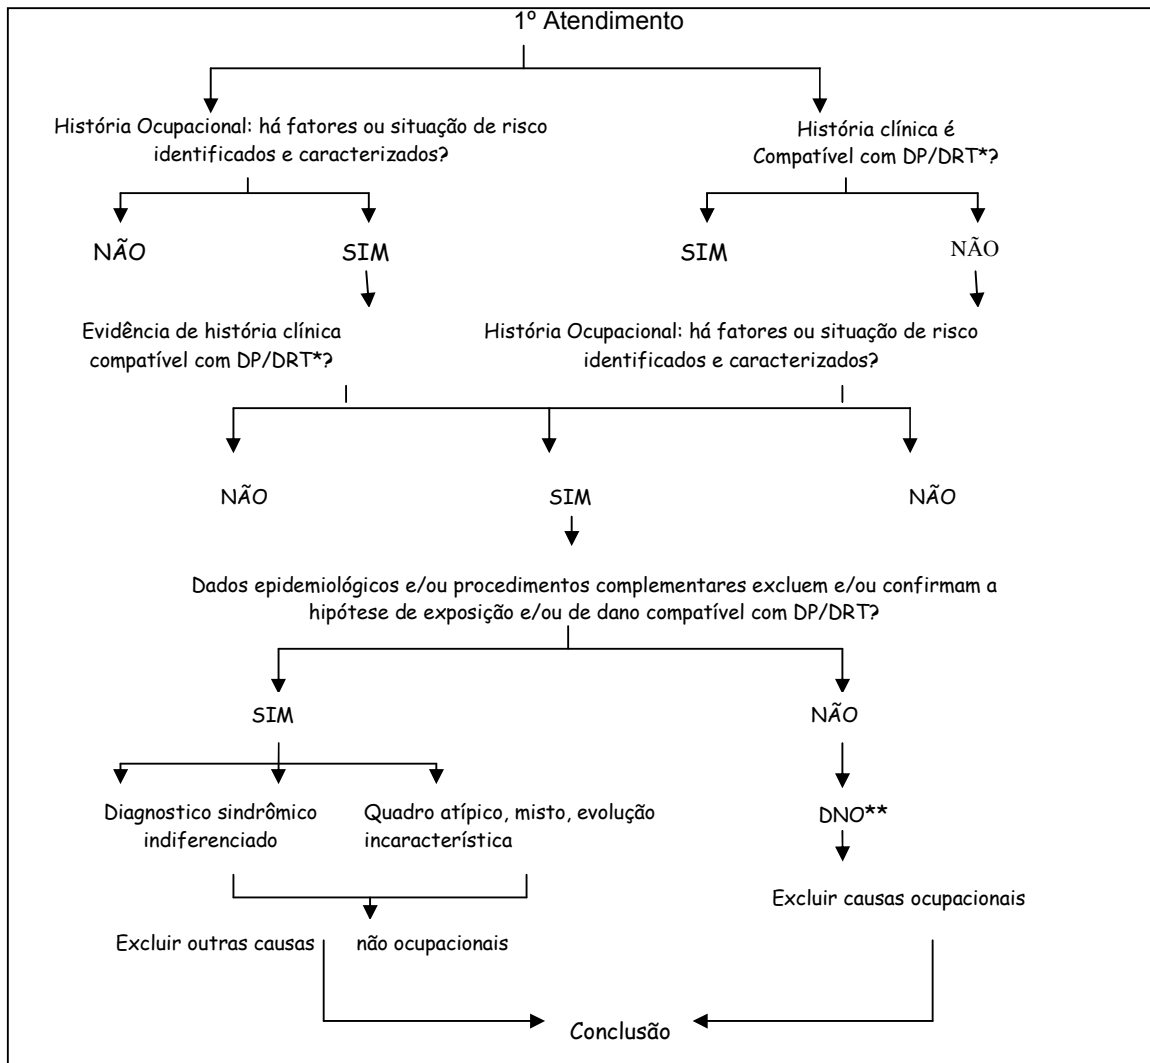 1º Atendimento
História Ocupacional: há fatores ou situação de risco
identificados e caracterizados?
História clínica é
Compatível com DP/DRT*?
NÃO
SIM
SIM
NÃO
Evidência de história clínica
compatível com DP/DRT*?
História Ocupacional: há fatores ou situação de risco
identificados e caracterizados?
NÃO
SIM
NÃO
Dados epidemiológicos e/ou procedimentos complementares excluem e/ou confirmam a
hipótese de exposição e/ou de dano compatível com DP/DRT?
SIM
NÃO
Diagnostico sindrômico
indiferenciado
Quadro atípico, misto, evolução
incaracterística
DNO**
Excluir causas ocupacionais
Excluir outras causas não ocupacionais
Conclusão